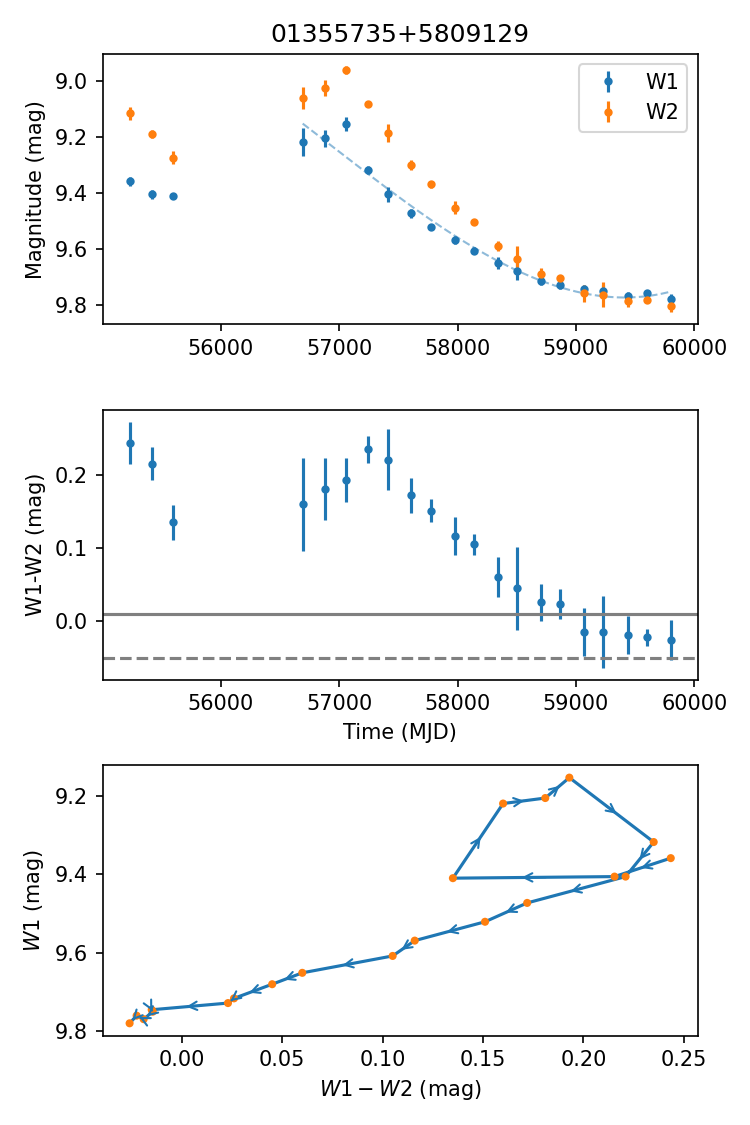 01355735+5809129
Magnitude (mag)
9.0
9.2
9.4
9.6
9.8
W1
W2
56000 57000 58000 59000 60000
W1-W2 (mag)
0.2
0.1
0.0
56000 57000 58000 59000 60000
Time (MJD)
W1 (mag)
9.2
9.4
9.6
9.8
0.00 0.05 0.10 0.15 0.20 0.25
W1 − W2 (mag)